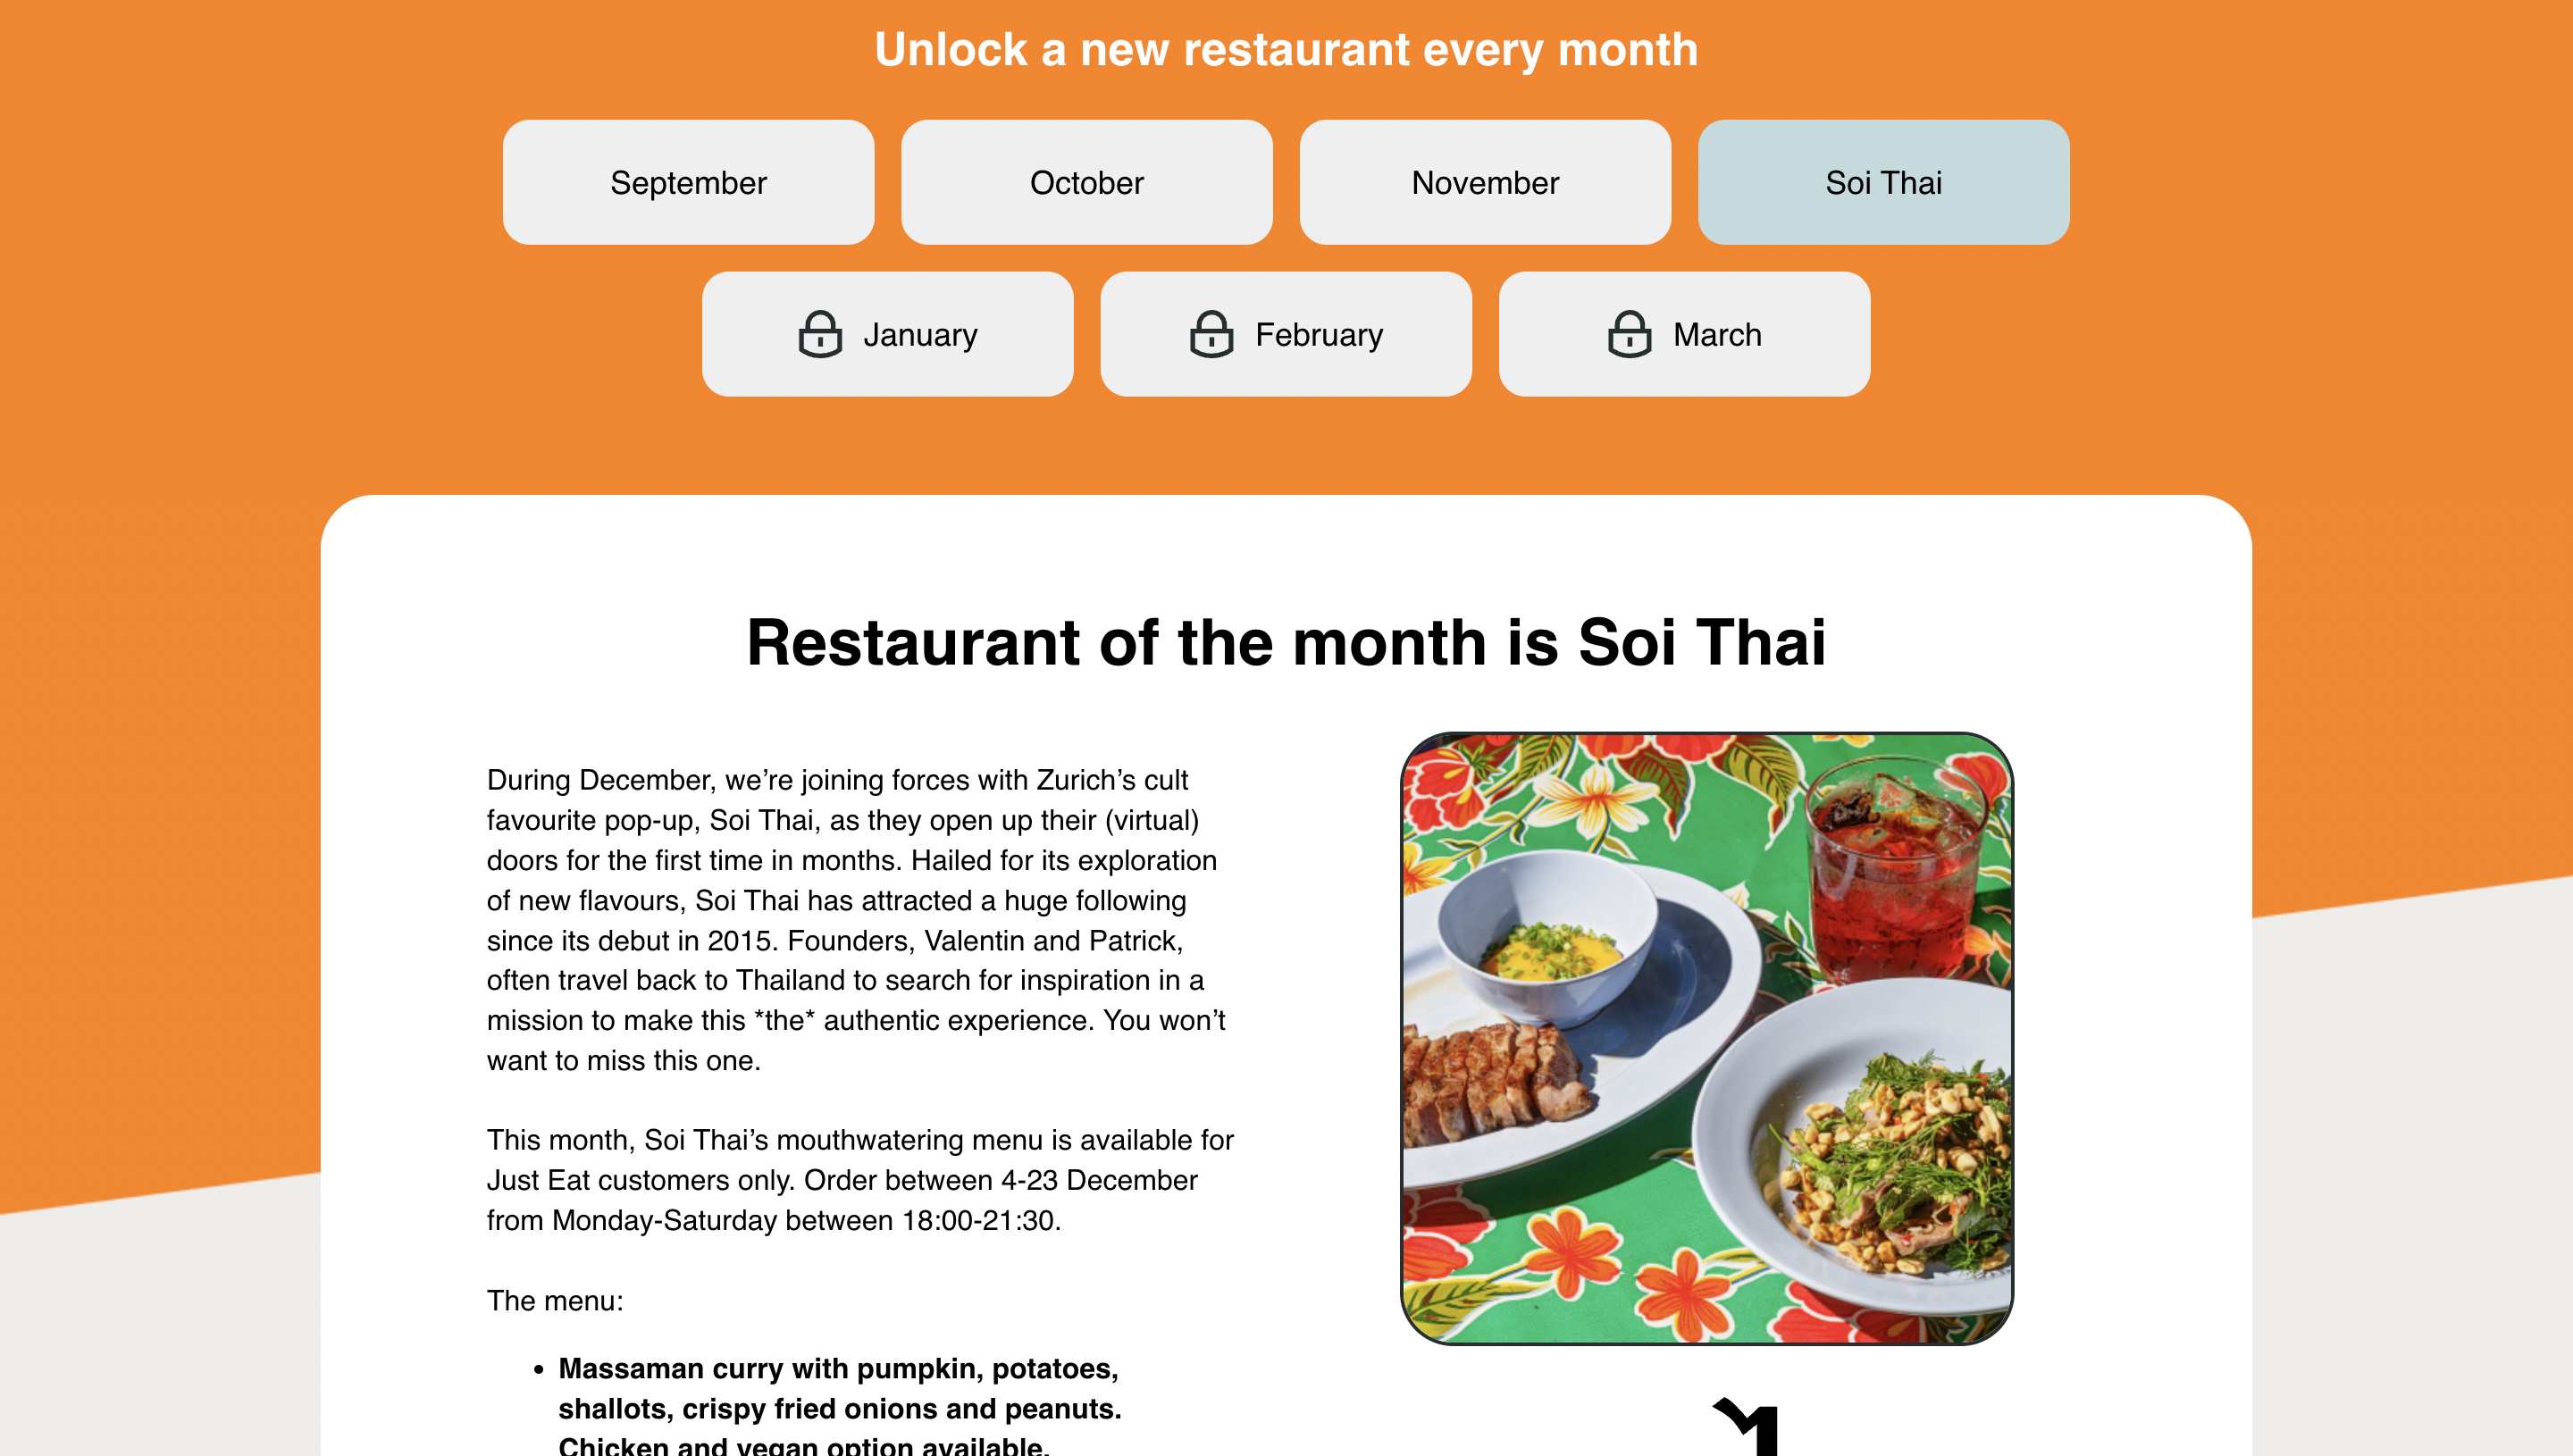 Unlock a new restaurant every month
September
October
November
Soi Thai
January
February
March
Restaurant of the month is Soi Thai
During December, we’re joining forces with Zurich’s cult
favourite pop-up, Soi Thai, as they open up their (virtual)
doors for the first time in months. Hailed for its exploration
of new flavours, Soi Thai has attracted a huge following
since its debut in 2015. Founders, Valentin and Patrick,
often travel back to Thailand to search for inspiration in a
mission to make this *the* authentic experience. You won’t
want to miss this one.
This month, Soi Thai’s mouthwatering menu is available for
Just Eat customers only. Order between 4-23 December
from Monday-Saturday between 18:00-21:30.
The menu:
• Massaman curry with pumpkin, potatoes,
shallots, crispy fried onions and peanuts.
Chicken and vegan option available.